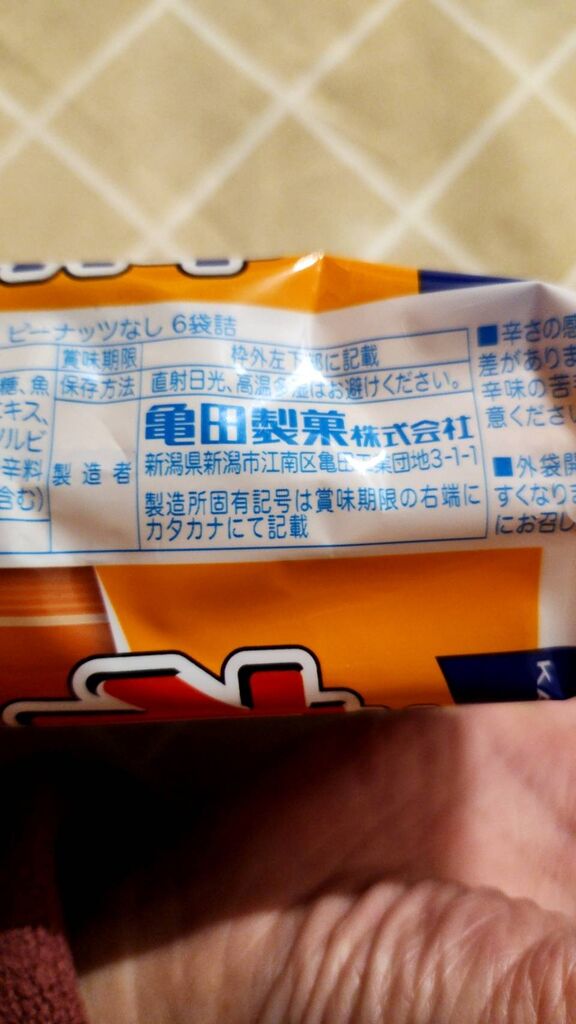 ピーナッツなし 6袋詰
賞味期限 枠外左下部に記載
保存方法 直射日光、高温多湿はお避けください。
製造者
亀田製菓株式会社
新潟県新潟市江南区亀田工業団地3-1-1
製造所固有記号は賞味期限の右端に
カタカナにて記載
糖、魚
キス、
ソルビ
辛料
含む)
■辛さの感
差がありま
辛味の苦
意ください
■外袋開
すくなりま
にお召し